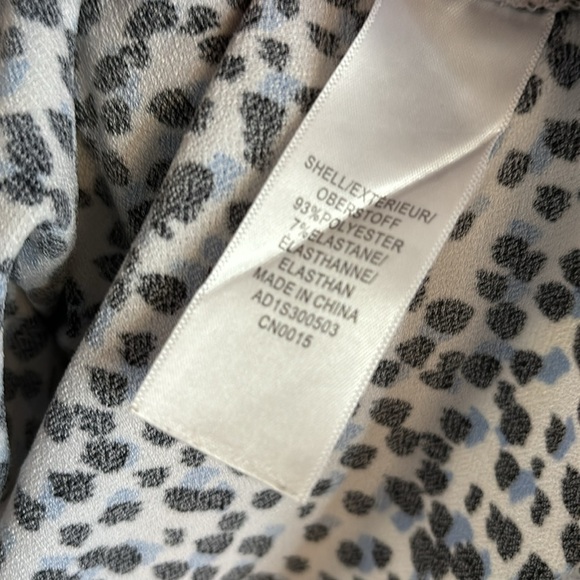 SHELL/EXTERIEUR/
OBERSTOFF
93%POLYESTER
7%ELASTANE/
ELASTHANNE/
ELASTHAN
MADE IN CHINA
AD1S300503
CN0015